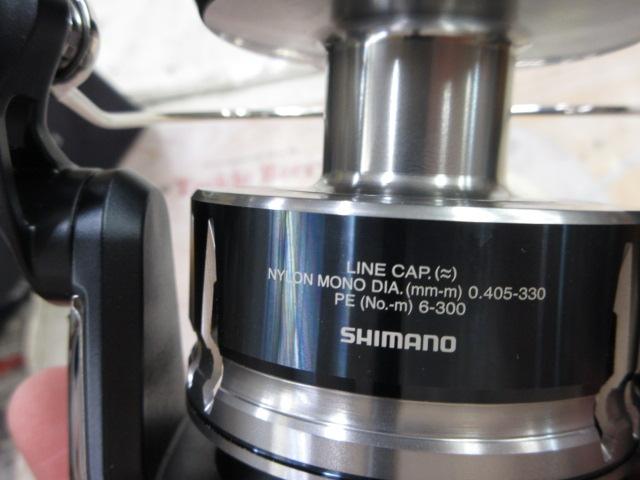 LINE CAP.(≈)
NYLON MONO DIA.(mm-m) 0.405-330
PE (No.-m) 6-300
SHIMANO